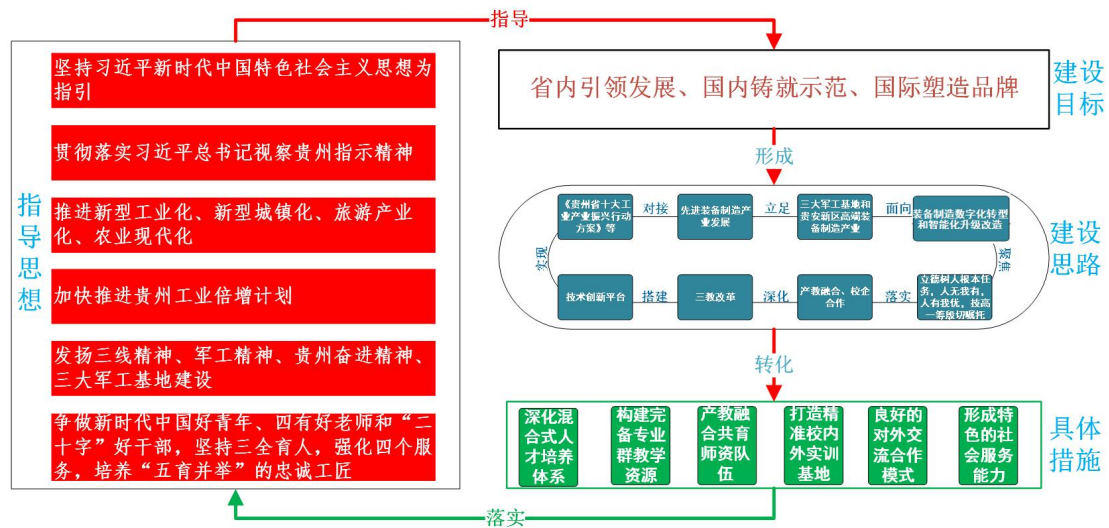 指导
指导思想
坚持习近平新时代中国特色社会主义思想为
指引
贯彻落实习近平总书记视察贵州指示精神
推进新型工业化、新型城镇化、旅游产业
化、农业现代化
加快推进贵州工业倍增计划
发扬三线精神、军工精神、贵州奋进精神、
三大军工基地建设
争做新时代中国好青年、四有好老师和“二
十字”好干部，坚持三全育人，强化四个服
务，培养“五育并举”的忠诚工匠
省内引领发展、国内铸就示范、国际塑造品牌
建设
目标
形成
《贵州省十大工
业产业振兴行动
方案》等
对接
先进装备制造产
业发展
立足
三大军工基地和
贵安新区高端装
备制造产业
面向
装备制造数字化转型
和智能化升级改造
实现
聚焦
技术创新平台
搭建
三教改革
深化
产教融合、校企
合作
落实
立德树人根本任
务，人无我有，
人有我优，技高
一等殷切嘱托
建设
思路
转化
深化混
合式人
才培养
体系
构建完
备专业
群教学
资源
产教融
合共育
师资队
伍
打造精
准校内
外实训
基地
良好的
对外交
流合作
模式
形成特
色的社
会服务
能力
具体
措施
落实